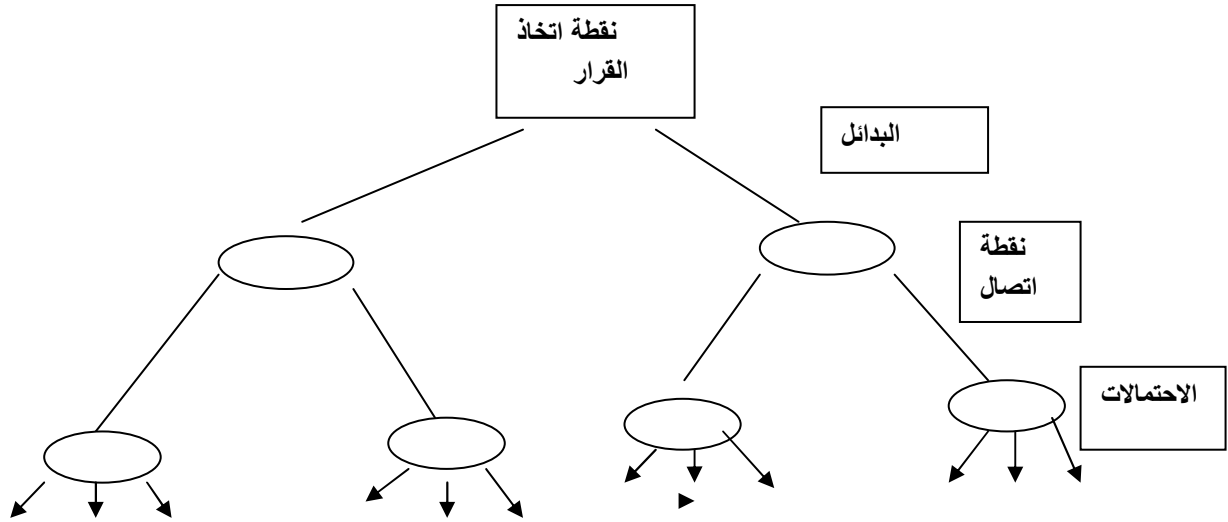 نقطة اتخاذ
القرار
البدائل
نقطة
اتصال
الاحتمالات